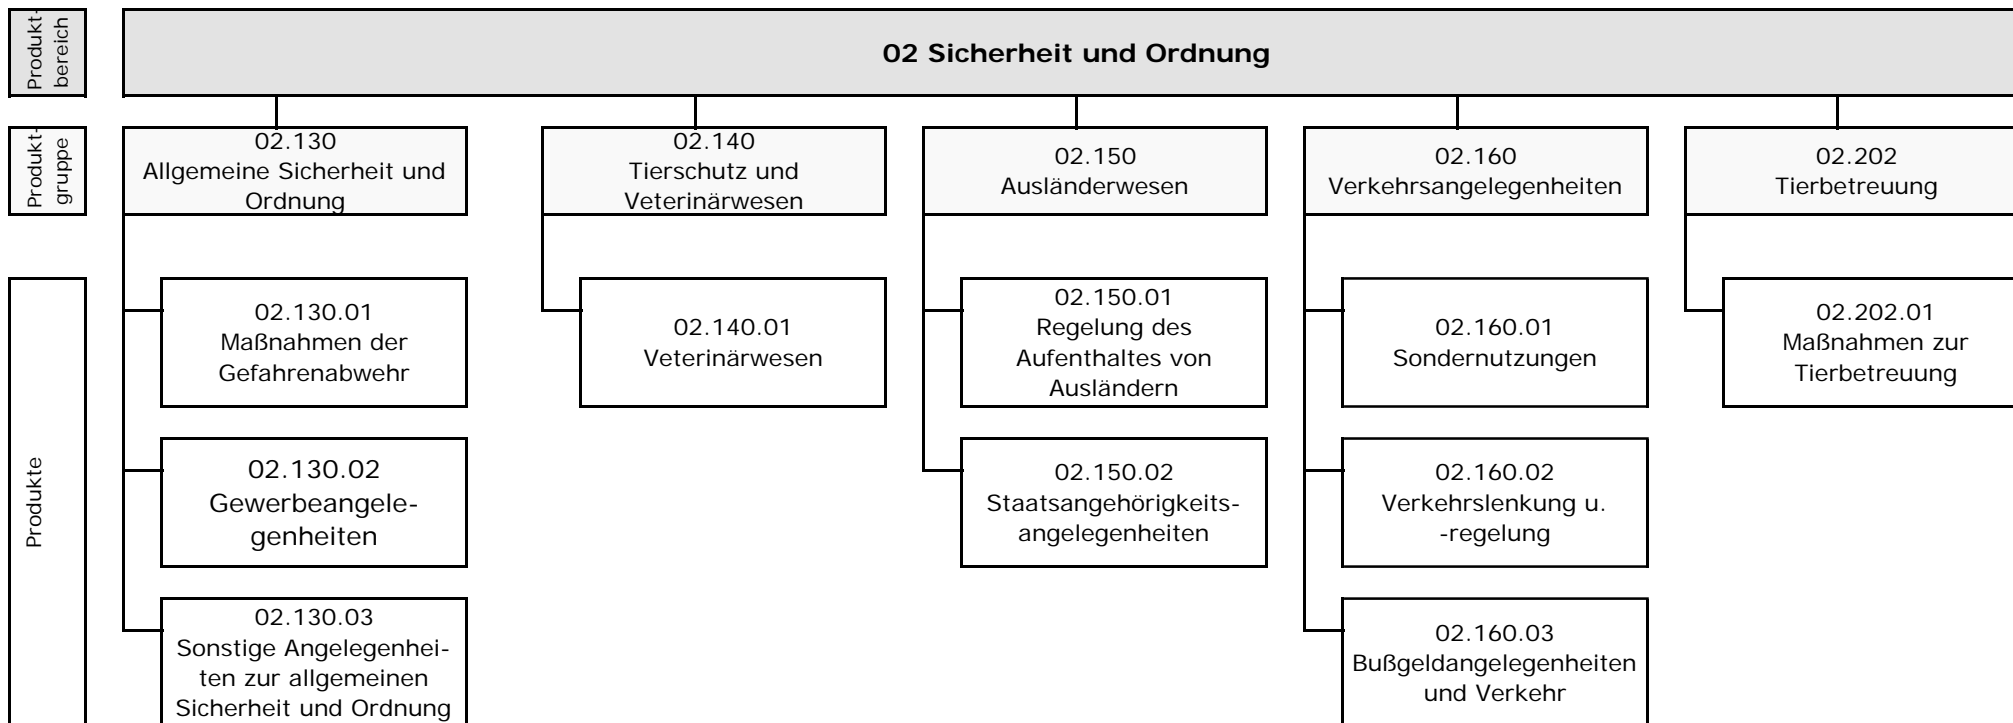 Produkt-
bereich
02 Sicherheit und Ordnung
Produkt-
gruppe
02.130
Allgemeine Sicherheit und
Ordnung
02.140
Tierschutz und
Veterinärwesen
02.150
Ausländerwesen
02.160
Verkehrsangelegenheiten
02.202
Tierbetreuung
Produkte
02.130.01
Maßnahmen der
Gefahrenabwehr
02.140.01
Veterinärwesen
02.150.01
Regelung des
Aufenthaltes von
Ausländern
02.160.01
Sondernutzungen
02.202.01
Maßnahmen zur
Tierbetreuung
02.130.02
Gewerbeangele-
genheiten
02.150.02
Staatsangehörigkeits-
angelegenheiten
02.160.02
Verkehrslenkung u.
-regelung
02.130.03
Sonstige Angelegenhei-
ten zur allgemeinen
Sicherheit und Ordnung
02.160.03
Bußgeldangelegenheiten
und Verkehr